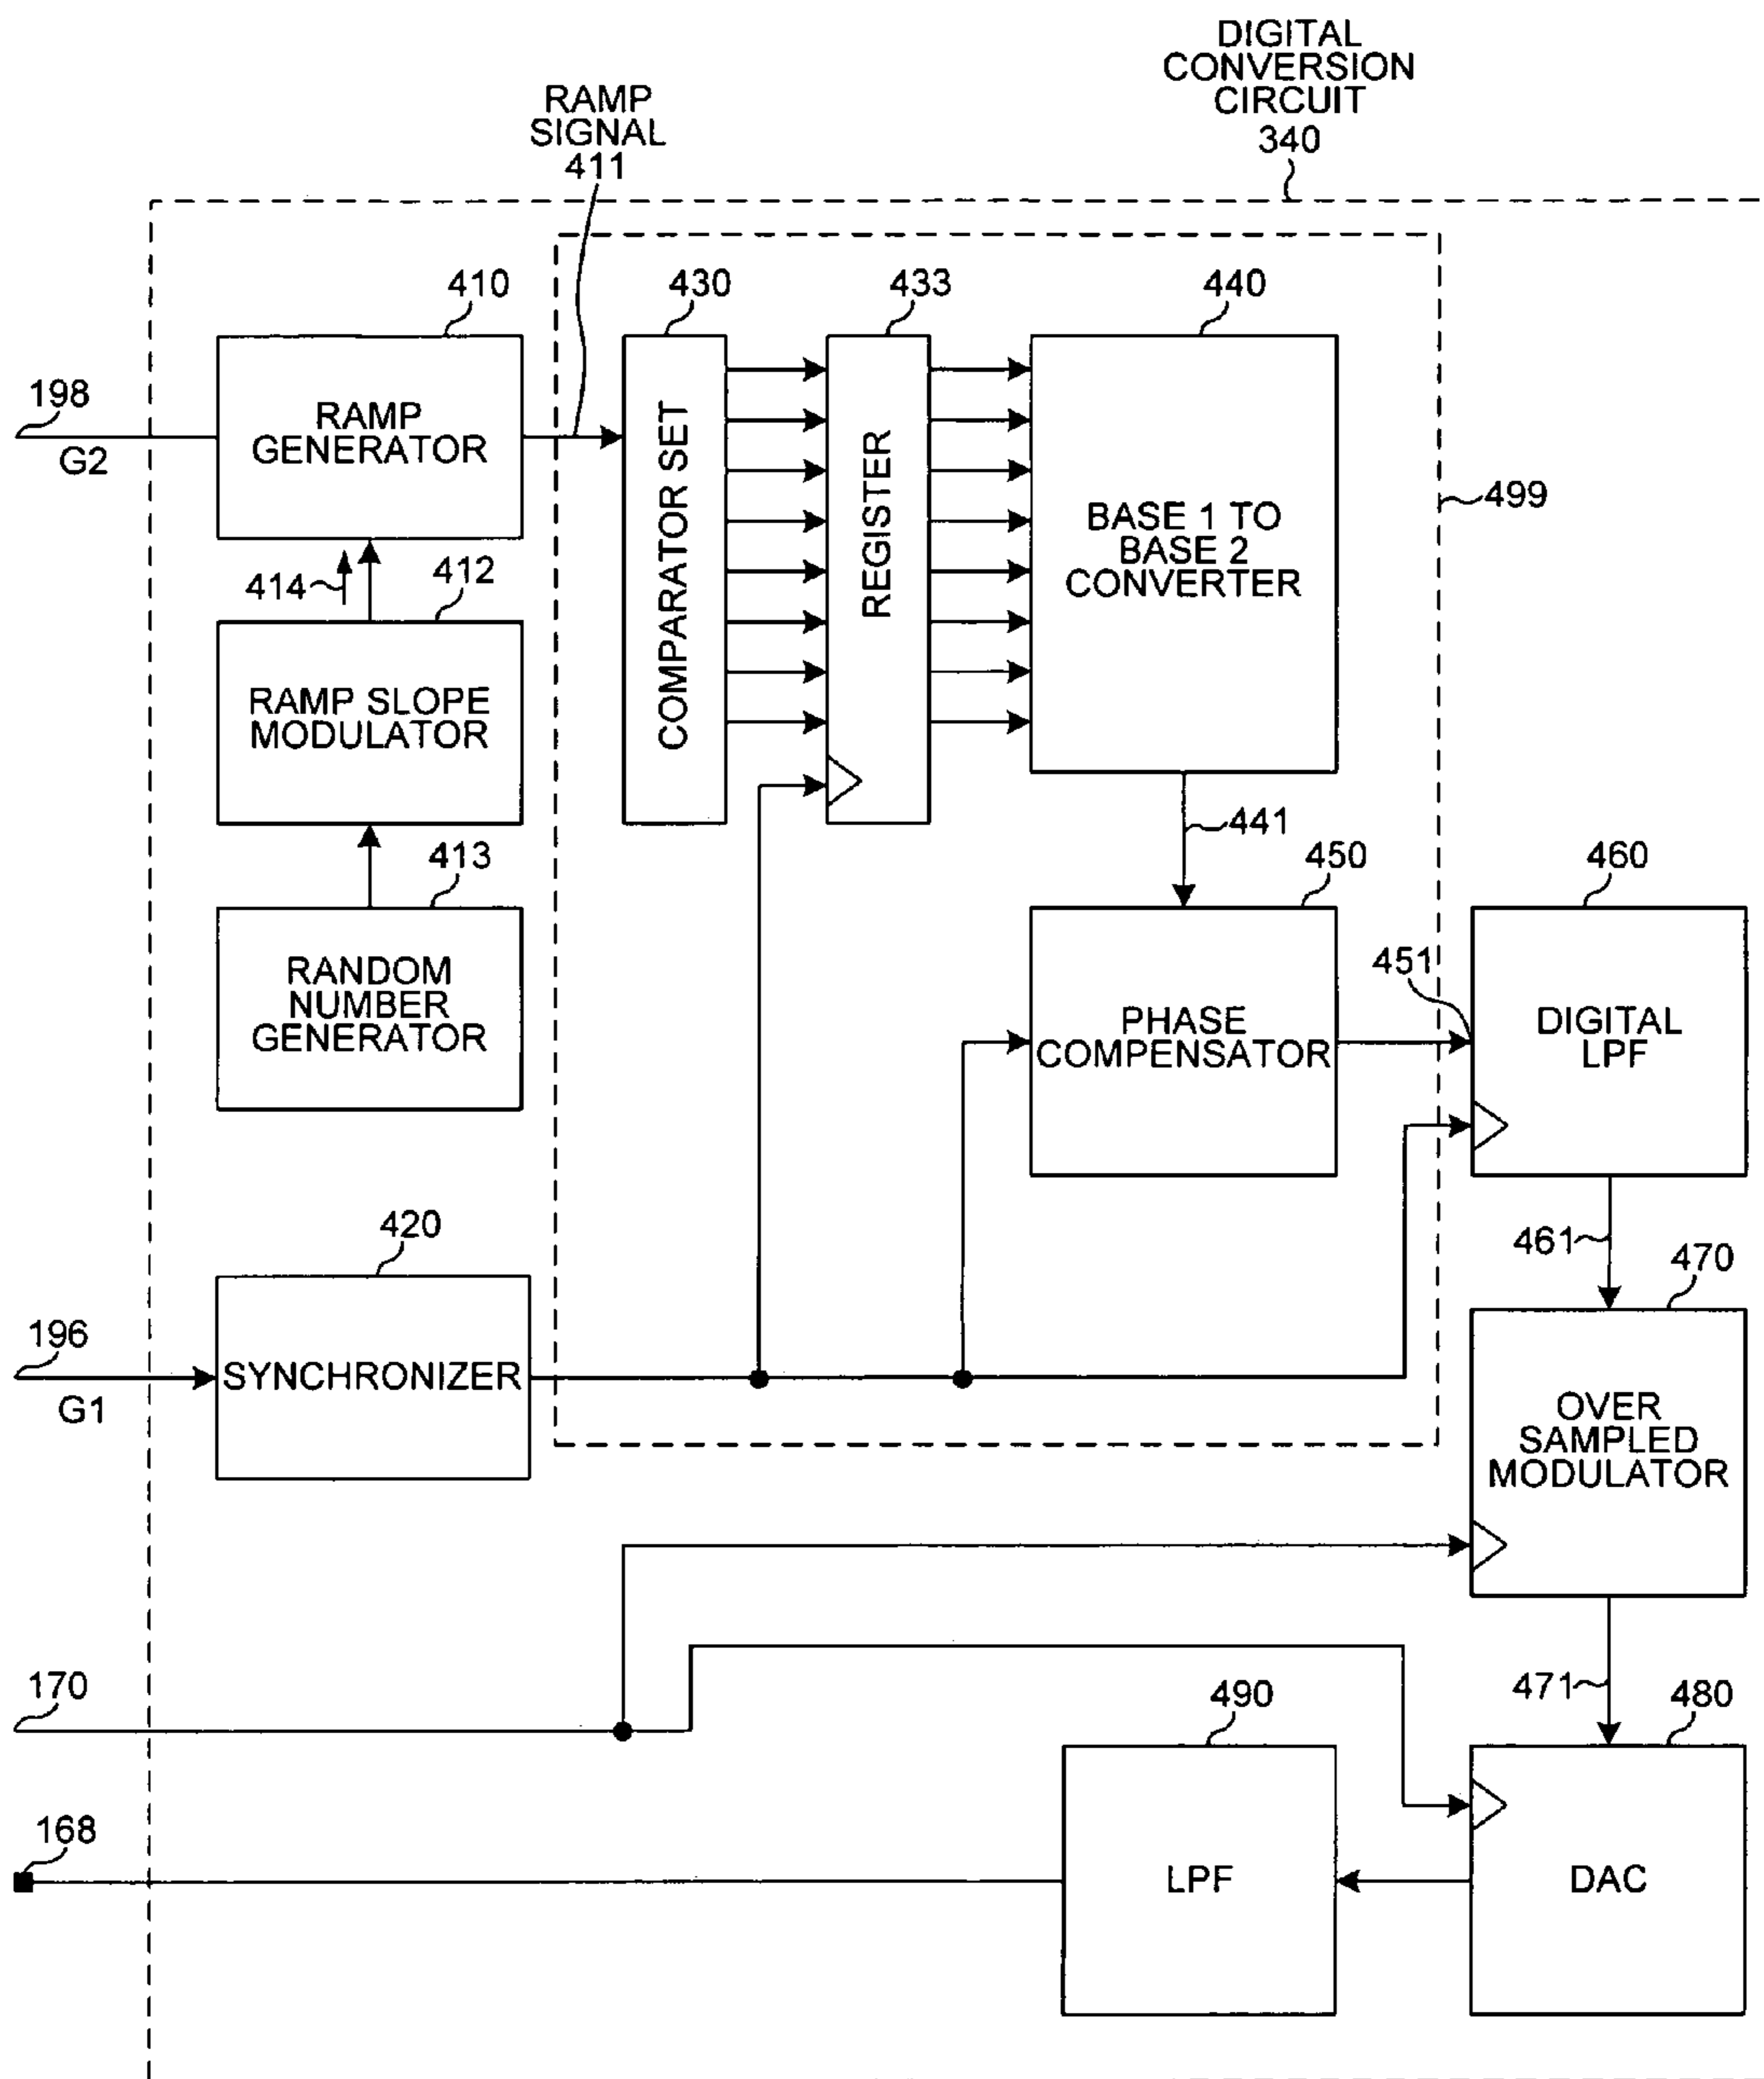 DIGITAL
CONVERSION
CIRCUIT
340
RAMP
SIGNAL
411
410
430
433
440
198
G2
RAMP
GENERATOR
COMPARATOR SET
REGISTER
BASE 1 TO
BASE 2
CONVERTER
499
414
412
RAMP SLOPE
MODULATOR
441
413
450
460
RANDOM
NUMBER
GENERATOR
451
PHASE
COMPENSATOR
DIGITAL
LPF
420
461
470
196
G1
SYNCHRONIZER
OVER
SAMPLED
MODULATOR
170
490
471
480
168
LPF
DAC